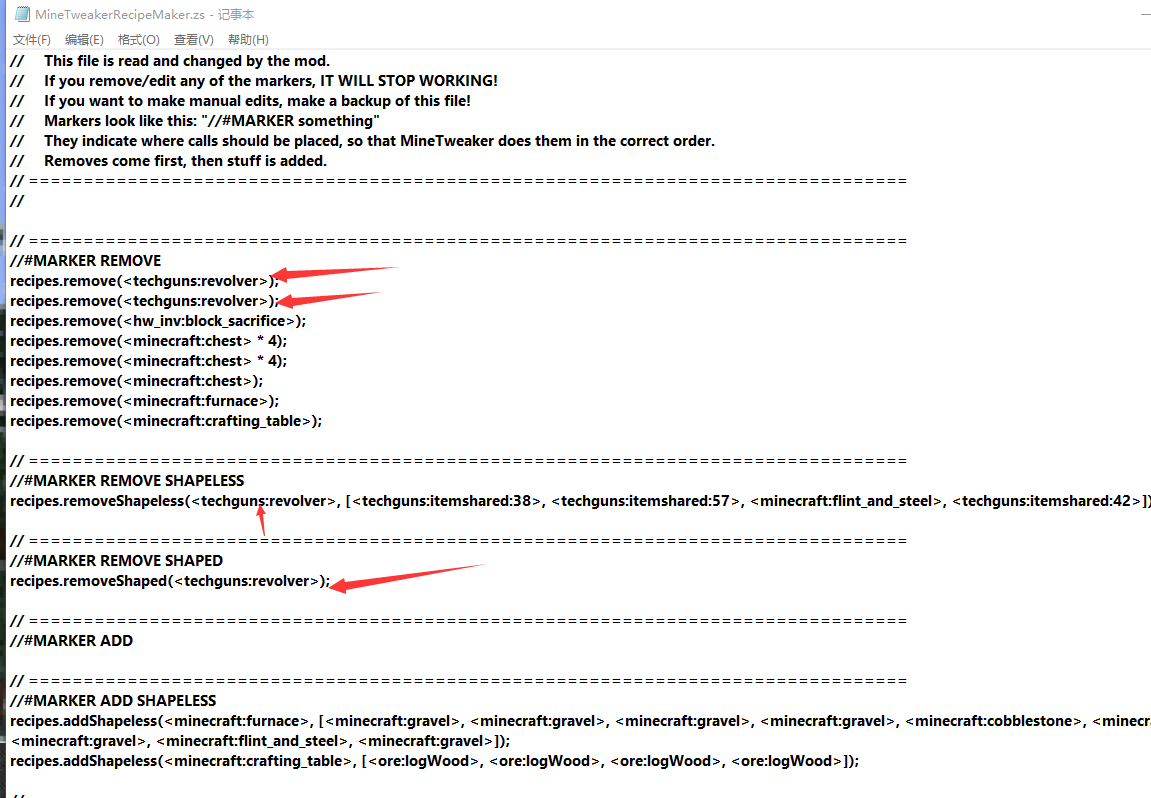 MineTweakerRecipeMaker.zs - 记事本
文件(F) 编辑(E) 格式(O) 查看(V) 帮助(H)
// This file is read and changed by the mod.
// If you remove/edit any of the markers, IT WILL STOP WORKING!
// If you want to make manual edits, make a backup of this file!
// Markers look like this: "//#MARKER something"
// They indicate where calls should be placed, so that MineTweaker does them in the correct order.
// Removes come first, then stuff is added.
// ================================================================================
//
// ================================================================================
//#MARKER REMOVE
recipes.remove(<techguns:revolver>);
recipes.remove(<techguns:revolver>);
recipes.remove(<hw_inv:block_sacrifice>);
recipes.remove(<minecraft:chest> * 4);
recipes.remove(<minecraft:chest> * 4);
recipes.remove(<minecraft:chest>);
recipes.remove(<minecraft:furnace>);
recipes.remove(<minecraft:crafting_table>);
// ================================================================================
//#MARKER REMOVE SHAPELESS
recipes.removeShapeless(<techguns:revolver>, [<techguns:itemshared:38>, <techguns:itemshared:57>, <minecraft:flint_and_steel>, <techguns:itemshared:42>])
// ================================================================================
//#MARKER REMOVE SHAPED
recipes.removeShaped(<techguns:revolver>);
// ================================================================================
//#MARKER ADD
// ================================================================================
//#MARKER ADD SHAPELESS
recipes.addShapeless(<minecraft:furnace>, [<minecraft:gravel>, <minecraft:gravel>, <minecraft:gravel>, <minecraft:gravel>, <minecraft:cobblestone>, <minecra
<minecraft:gravel>, <minecraft:flint_and_steel>, <minecraft:gravel>]);
recipes.addShapeless(<minecraft:crafting_table>, [<ore:logWood>, <ore:logWood>, <ore:logWood>, <ore:logWood>]);
//